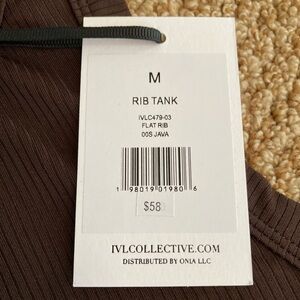 M
RIB TANK
IVLC479-03
FLAT RIB
00S JAVA
1 98019 01980 6
$58
IVLCOLLECTIVE.COM
DISTRIBUTED BY ONIA LLC